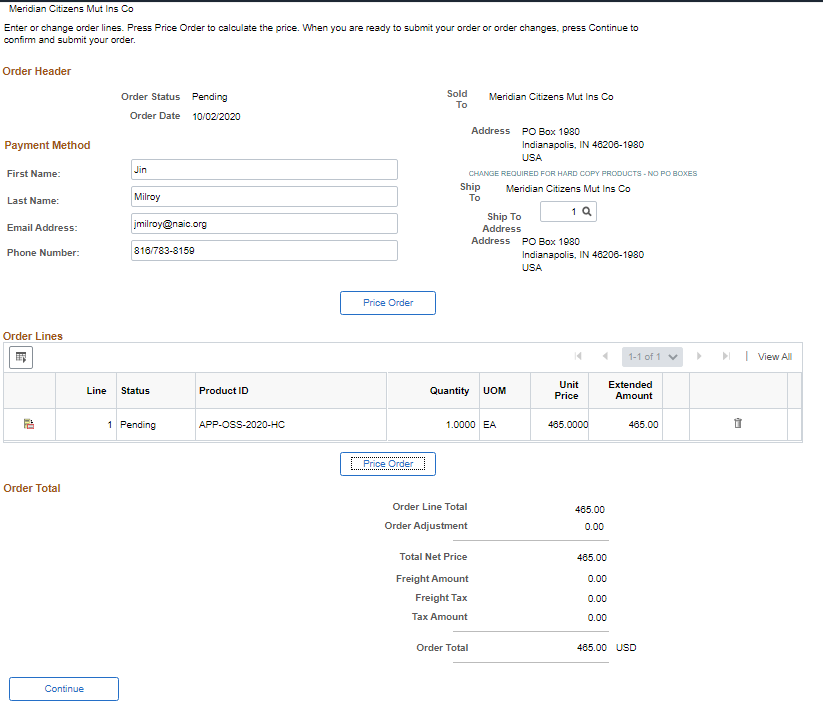 Meridian Citizens Mut Ins Co
Enter or change order lines. Press Price Order to calculate the price. When you are ready to submit your order or order changes, press Continue to
confirm and submit your order.
Order Header
Order Status Pending
Order Date 10/02/2020
Sold To Meridian Citizens Mut Ins Co
Address PO Box 1980
Indianapolis, IN 46206-1980
USA
Payment Method
First Name: Jin
Last Name: Milroy
Email Address: jmilroy@naic.org
Phone Number: 816/783-8159
CHANGE REQUIRED FOR HARD COPY PRODUCTS - NO PO BOXES
Ship To Meridian Citizens Mut Ins Co
Ship To Address 1
Address PO Box 1980
Indianapolis, IN 46206-1980
USA
Price Order
Order Lines
1-1 of 1 | View All
Line Status Product ID Quantity UOM Unit Price Extended Amount
1 Pending APP-OSS-2020-HC 1.0000 EA 465.0000 465.00
Price Order
Order Total
Order Line Total 465.00
Order Adjustment 0.00
Total Net Price 465.00
Freight Amount 0.00
Freight Tax 0.00
Tax Amount 0.00
Order Total 465.00 USD
Continue